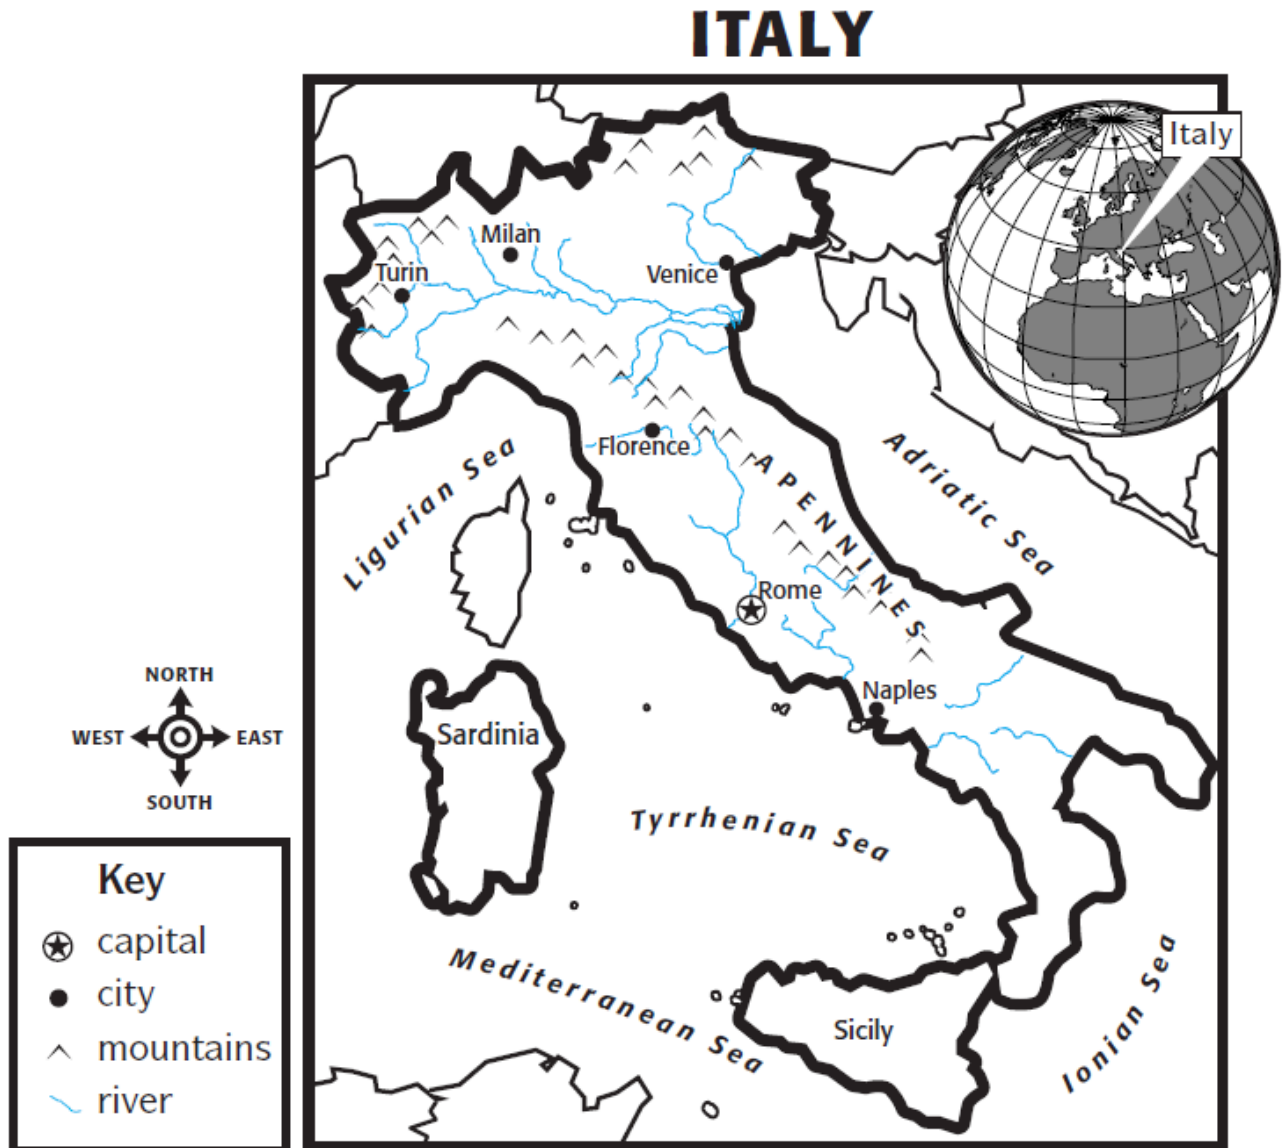 ITALY
Italy
Milan
Turin
Venice
Florence
Ligurian Sea
Adriatic Sea
APENNINES
Rome
Naples
NORTH
WEST
EAST
SOUTH
Sardinia
Tyrrhenian Sea
Mediterranean Sea
Sicily
Ionian Sea
Key
capital
city
mountains
river